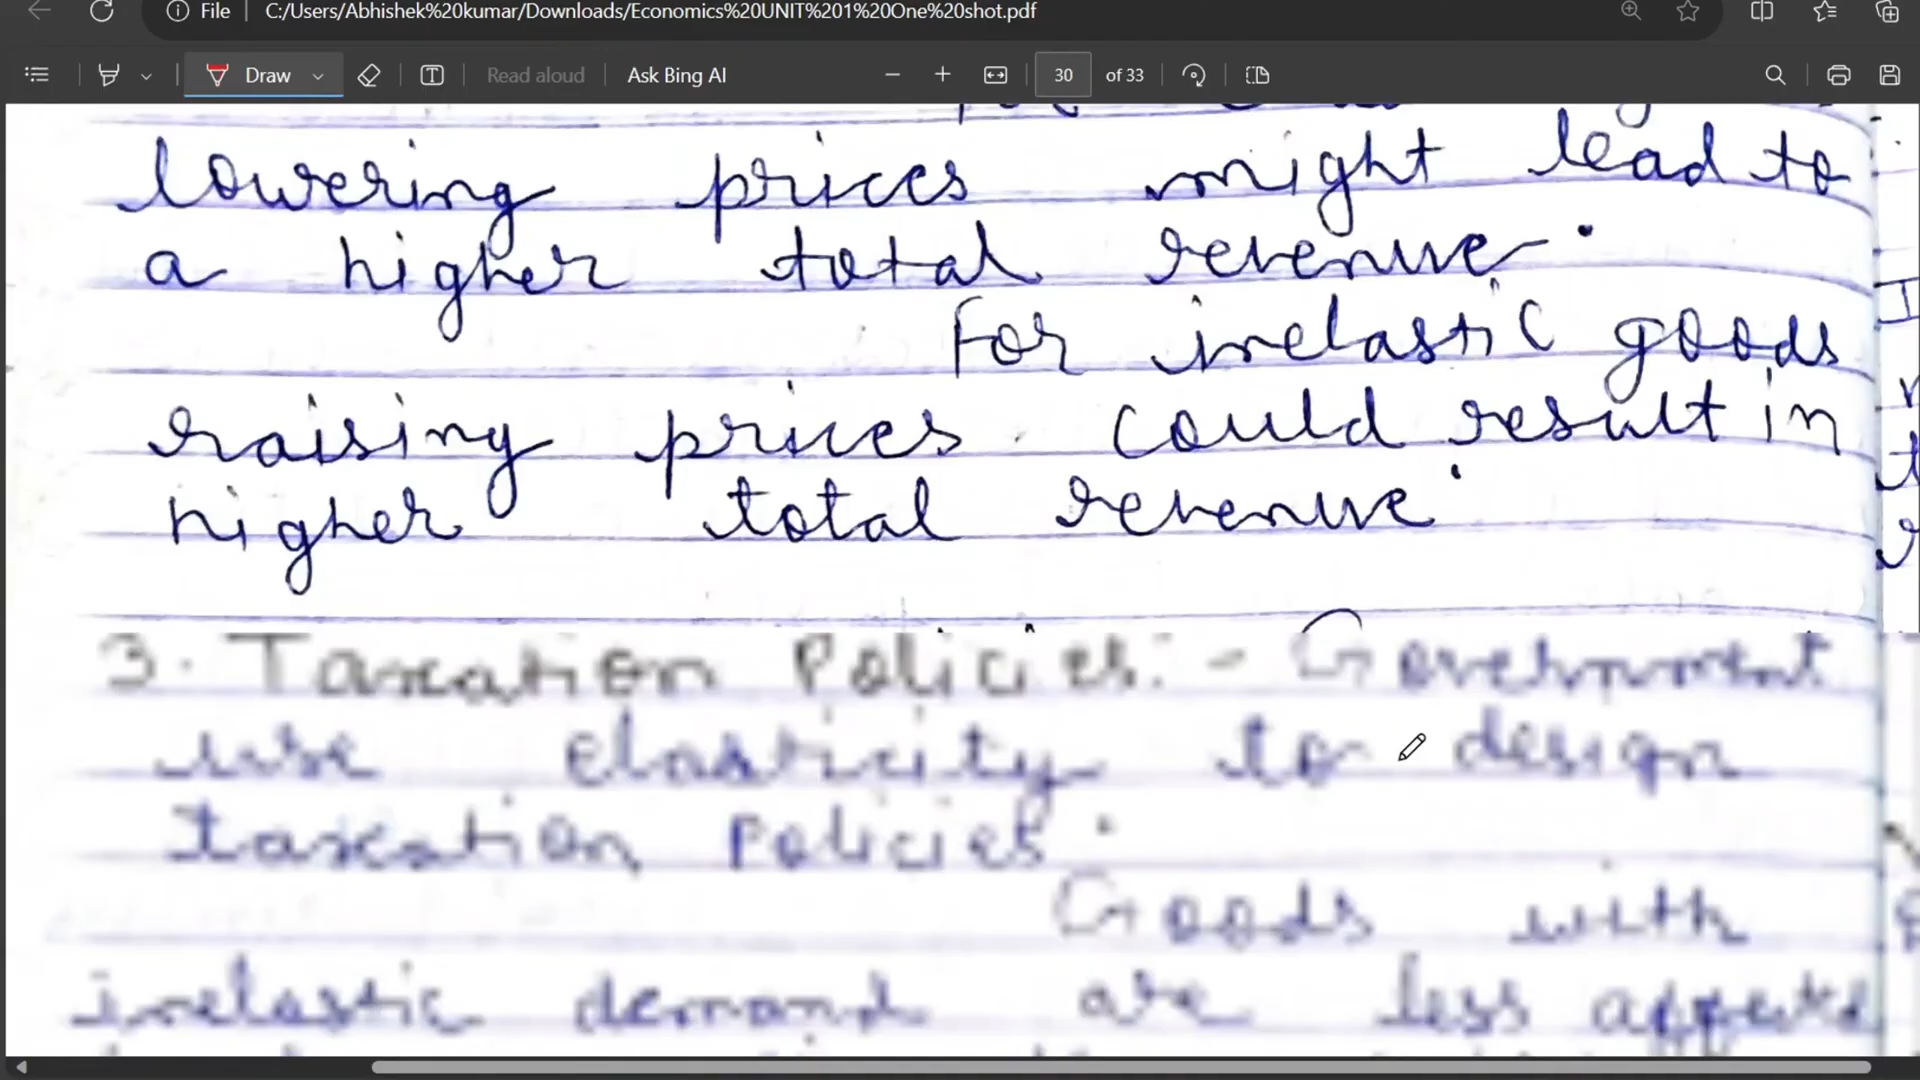 File C:/Users/Abhishek%20kumar/Downloads/Economics%20UNIT%201%20One%20shot.pdf
Draw Read aloud Ask Bing AI 30 of 33
lowering prices might lead to
a higher total revenue.
For inelastic goods
raising prices could result in
higher total revenue.
3. Taxation Policies:- Government
use elasticity to design
taxation policies.
Goods with
inelastic demand are less